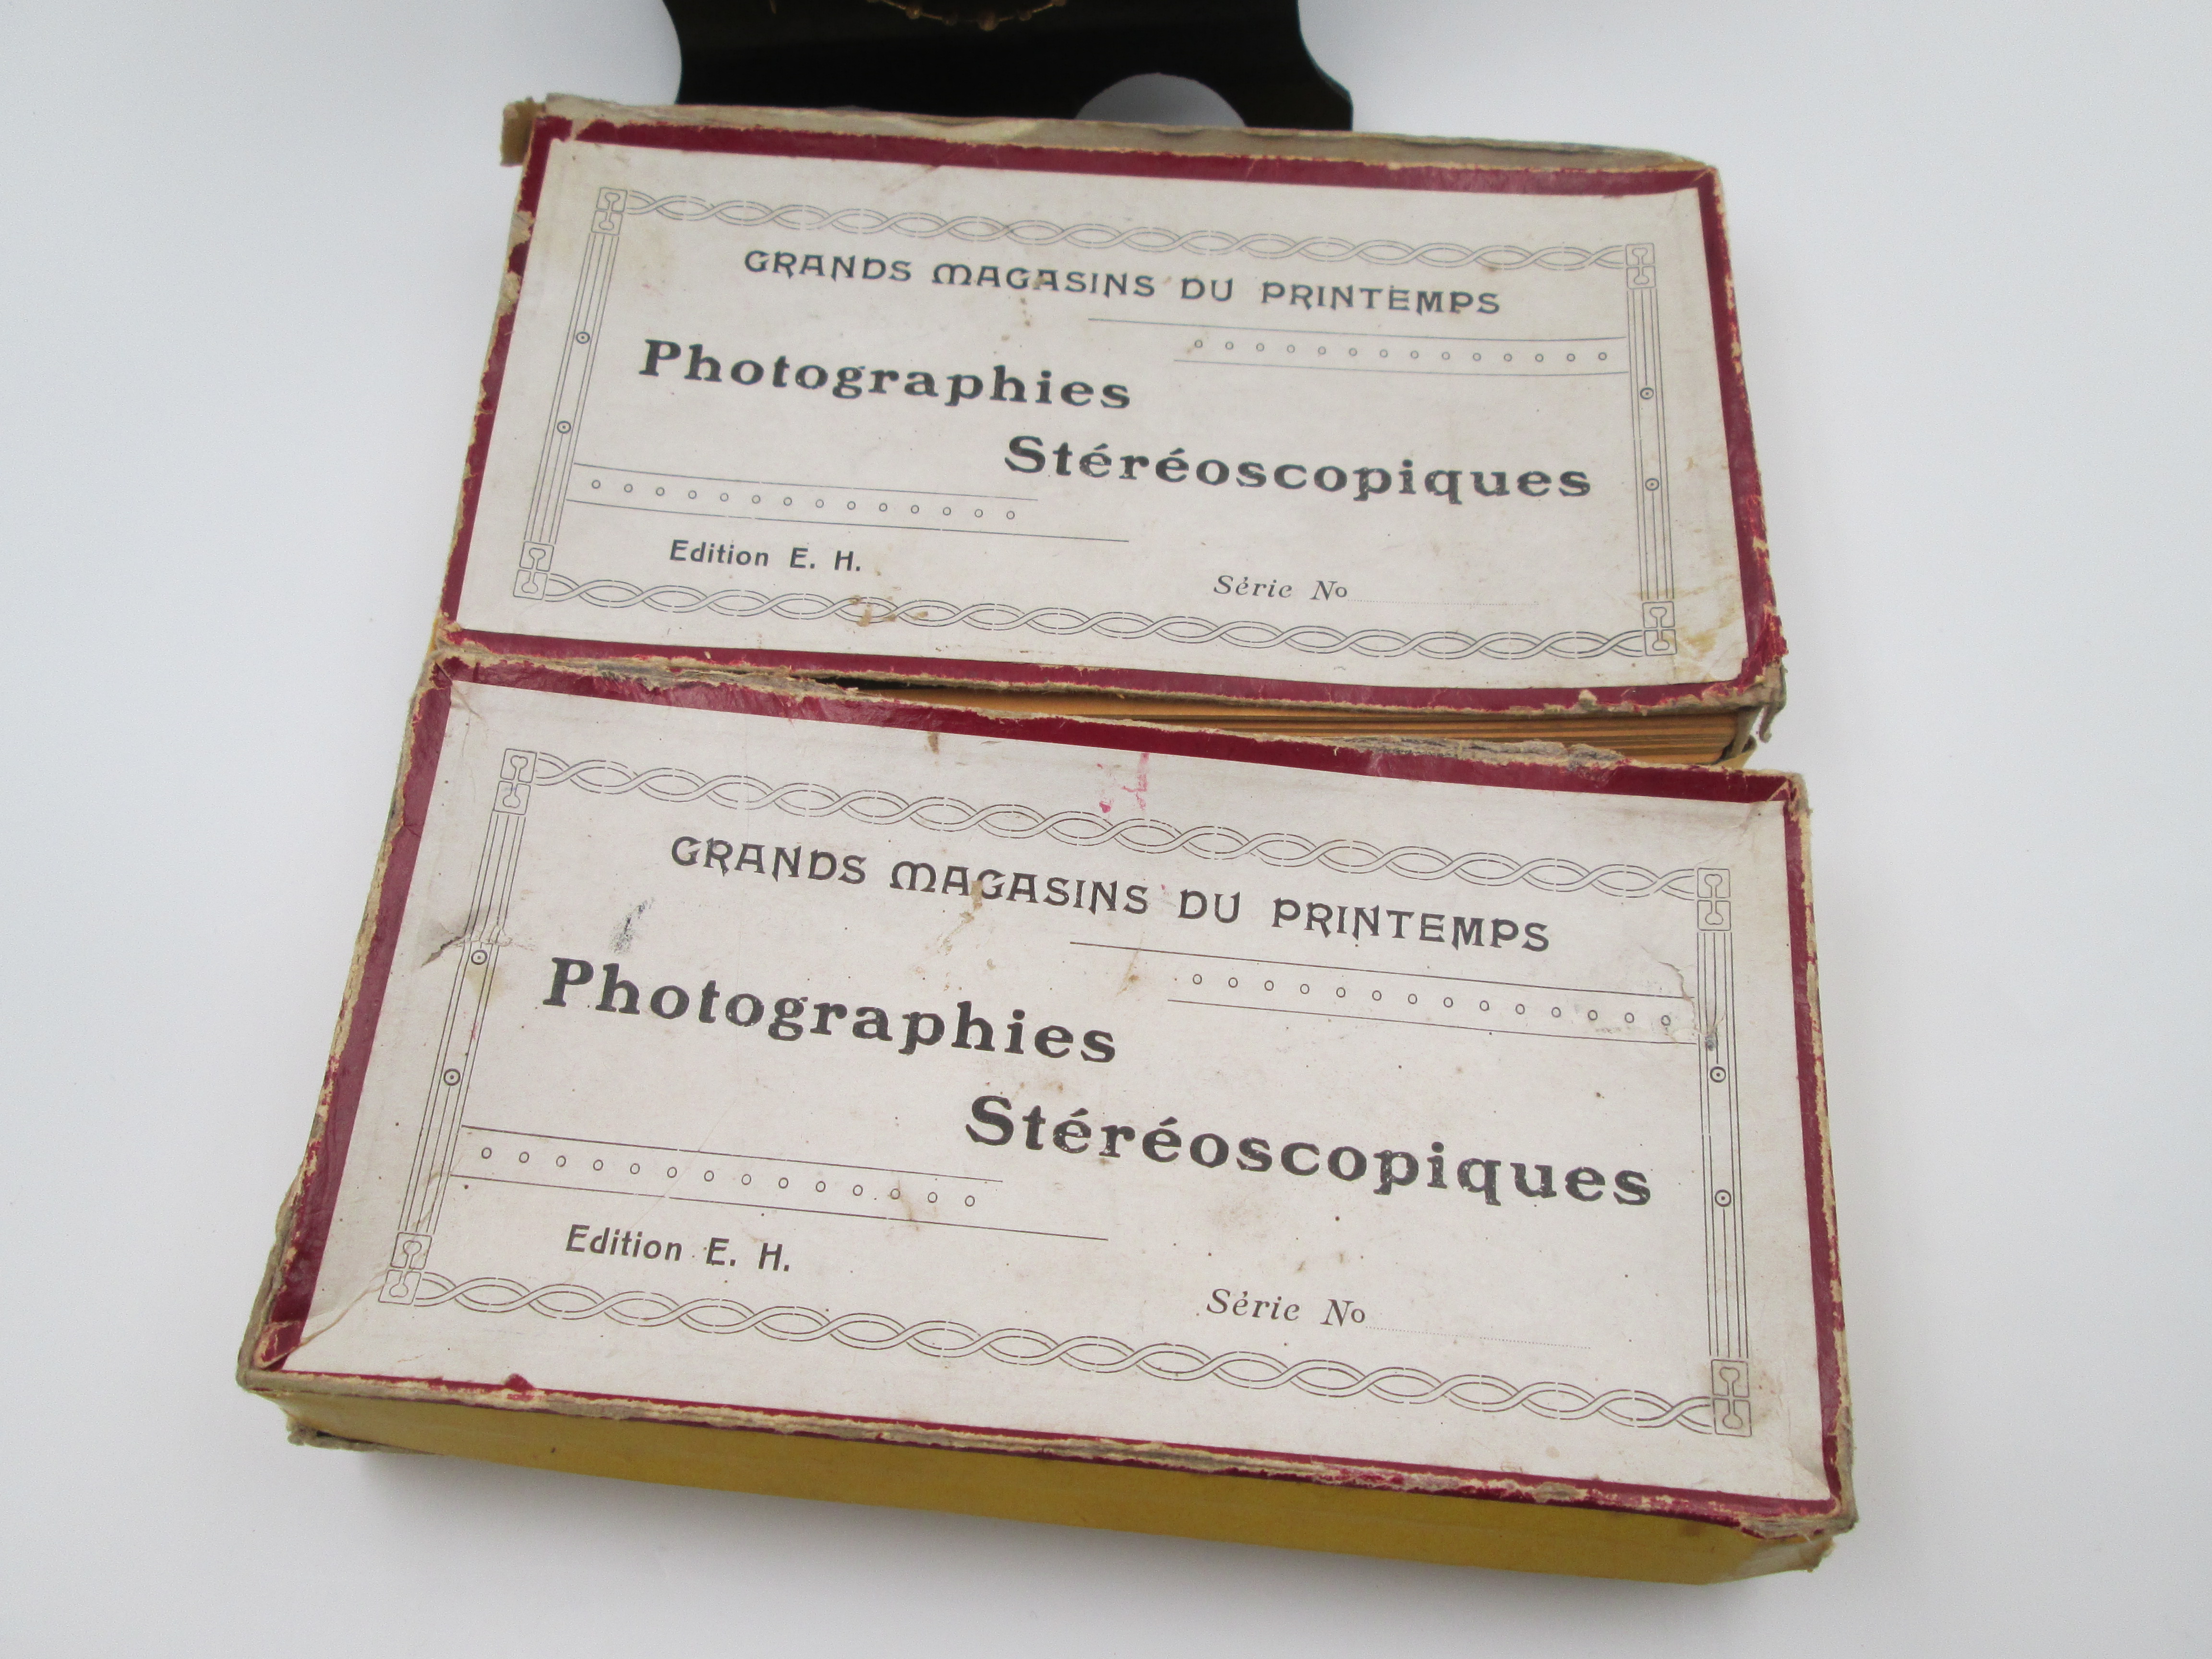 GRANDS MAGASINS DU PRINTEMPS
Photographies
Stéréoscopiques
Edition E. H.
Série No
GRANDS MAGASINS DU PRINTEMPS
Photographies
Stéréoscopiques
Edition E. H.
Série No